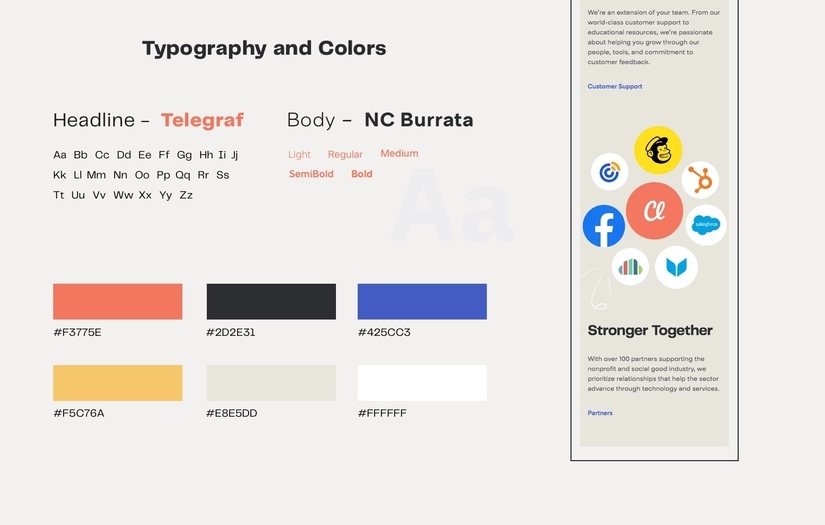 Typography and Colors
Headline – Telegraf
Aa Bb Cc Dd Ee Ff Gg Hh Ii Jj
Kk Ll Mm Nn Oo Pp Qq Rr Ss
Tt Uu Vv Ww Xx Yy Zz
Body – NC Burrata
Light Regular Medium
SemiBold Bold
Aa
#F3775E
#2D2E31
#425CC3
#F5C76A
#E8E5DD
#FFFFFF
We're an extension of your team. From our
world-class customer support to
educational resources, we're passionate
about helping you grow through our
people, tools, and commitment to
customer feedback.
Customer Support
Cl
salesforce
Stronger Together
With over 100 partners supporting the
nonprofit and social good industry, we
prioritize relationships that help the sector
advance through technology and services.
Partners